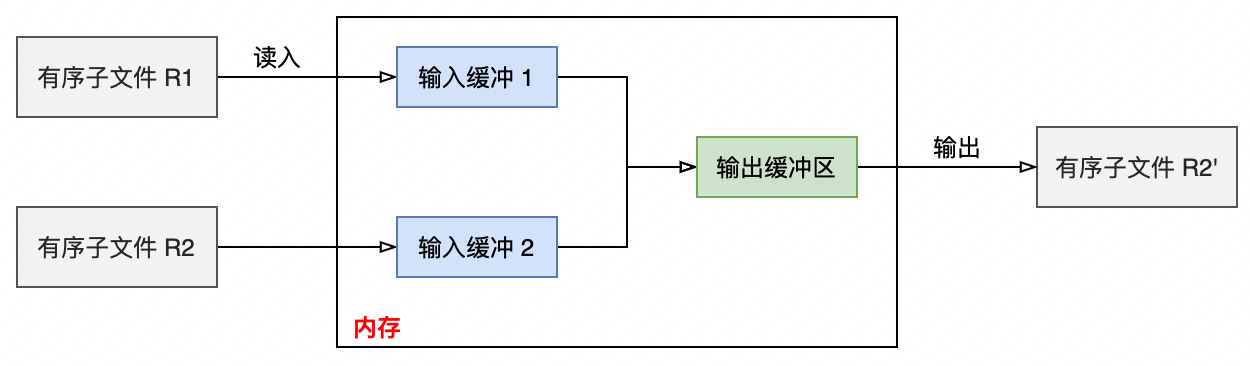 有序子文件 R1
读入
输入缓冲 1
输出缓冲区
输出
有序子文件 R2'
有序子文件 R2
输入缓冲 2
内存